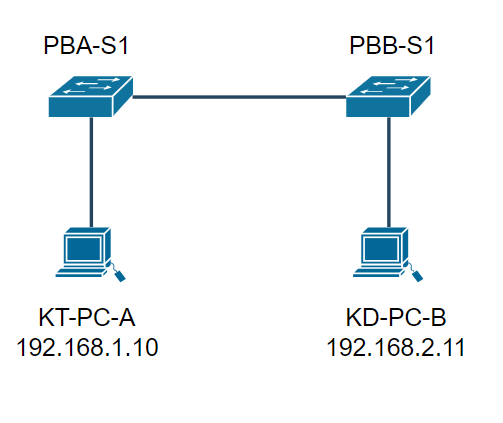 PBA-S1
PBB-S1
KT-PC-A
192.168.1.10
KD-PC-B
192.168.2.11